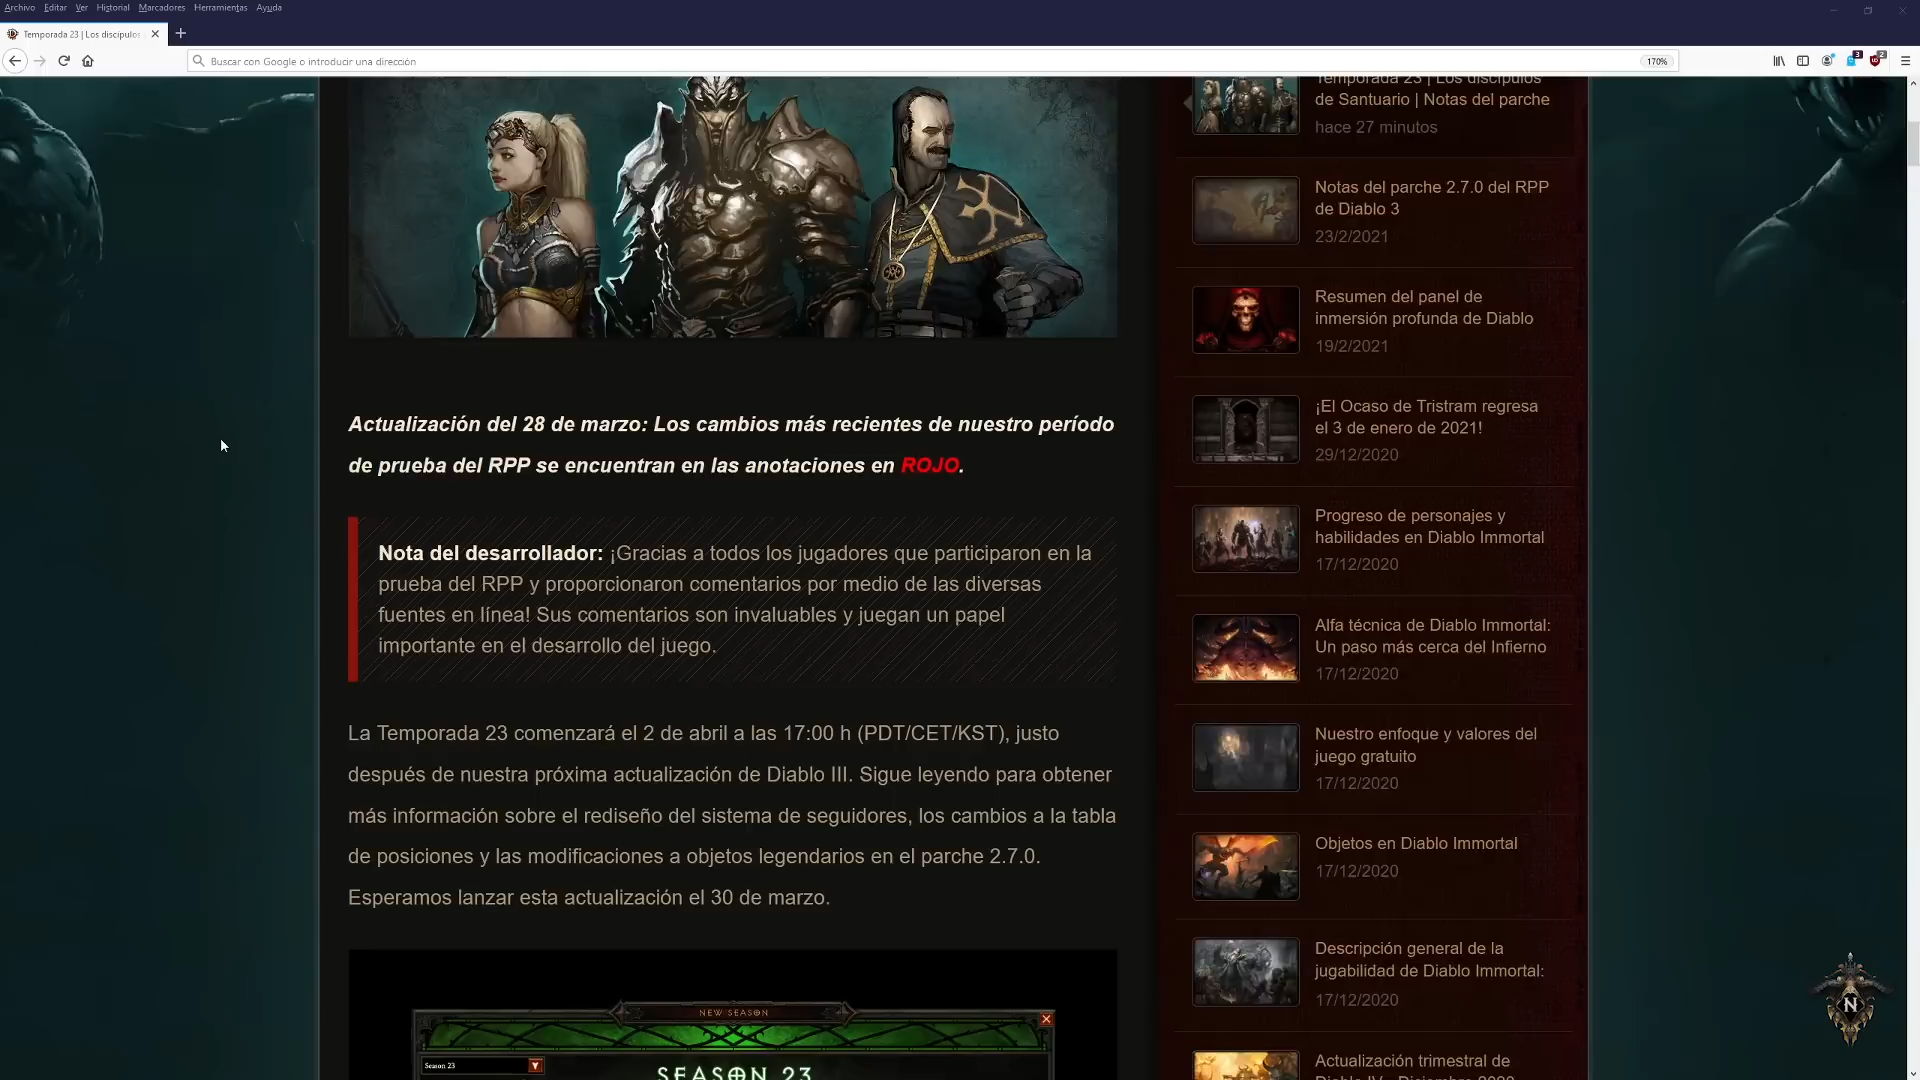 Archivo Editar Ver Historial Marcadores Herramientas Ayuda
Temporada 23 | Los discípulos
Buscar con Google o introducir una dirección
170%
3
2
Actualización del 28 de marzo: Los cambios más recientes de nuestro período
de prueba del RPP se encuentran en las anotaciones en ROJO.
Nota del desarrollador: ¡Gracias a todos los jugadores que participaron en la
prueba del RPP y proporcionaron comentarios por medio de las diversas
fuentes en línea! Sus comentarios son invaluables y juegan un papel
importante en el desarrollo del juego.
La Temporada 23 comenzará el 2 de abril a las 17:00 h (PDT/CET/KST), justo
después de nuestra próxima actualización de Diablo III. Sigue leyendo para obtener
más información sobre el rediseño del sistema de seguidores, los cambios a la tabla
de posiciones y las modificaciones a objetos legendarios en el parche 2.7.0.
Esperamos lanzar esta actualización el 30 de marzo.
NEW SEASON
Season 23
SEASON 23
Temporada 23 | Los discípulos
de Santuario | Notas del parche
hace 27 minutos
Notas del parche 2.7.0 del RPP
de Diablo 3
23/2/2021
Resumen del panel de
inmersión profunda de Diablo
19/2/2021
¡El Ocaso de Tristram regresa
el 3 de enero de 2021!
29/12/2020
Progreso de personajes y
habilidades en Diablo Immortal
17/12/2020
Alfa técnica de Diablo Immortal:
Un paso más cerca del Infierno
17/12/2020
Nuestro enfoque y valores del
juego gratuito
17/12/2020
Objetos en Diablo Immortal
17/12/2020
Descripción general de la
jugabilidad de Diablo Immortal:
17/12/2020
Actualización trimestral de
Diablo IV - Diciembre 2020
N